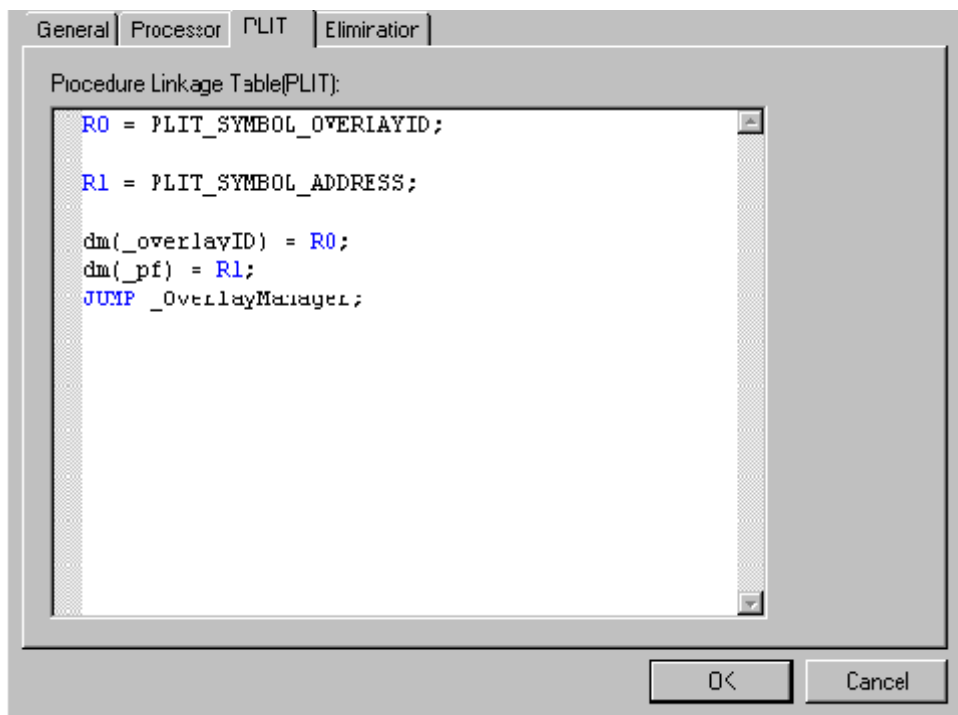 General Processor PLIT Elimination
Procedure Linkage Table(PLIT):
R0 = PLIT_SYMBOL_OVERLAYID;
R1 = PLIT_SYMBOL_ADDRESS;
dm(_overlayID) = R0;
dm(_pf) = R1;
JUMP _OverlayManager;
OK Cancel